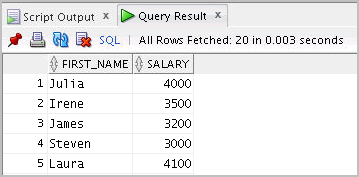 Script Output x Query Result x
SQL | All Rows Fetched: 20 in 0.003 seconds
FIRST_NAME SALARY
1 Julia 4000
2 Irene 3500
3 James 3200
4 Steven 3000
5 Laura 4100